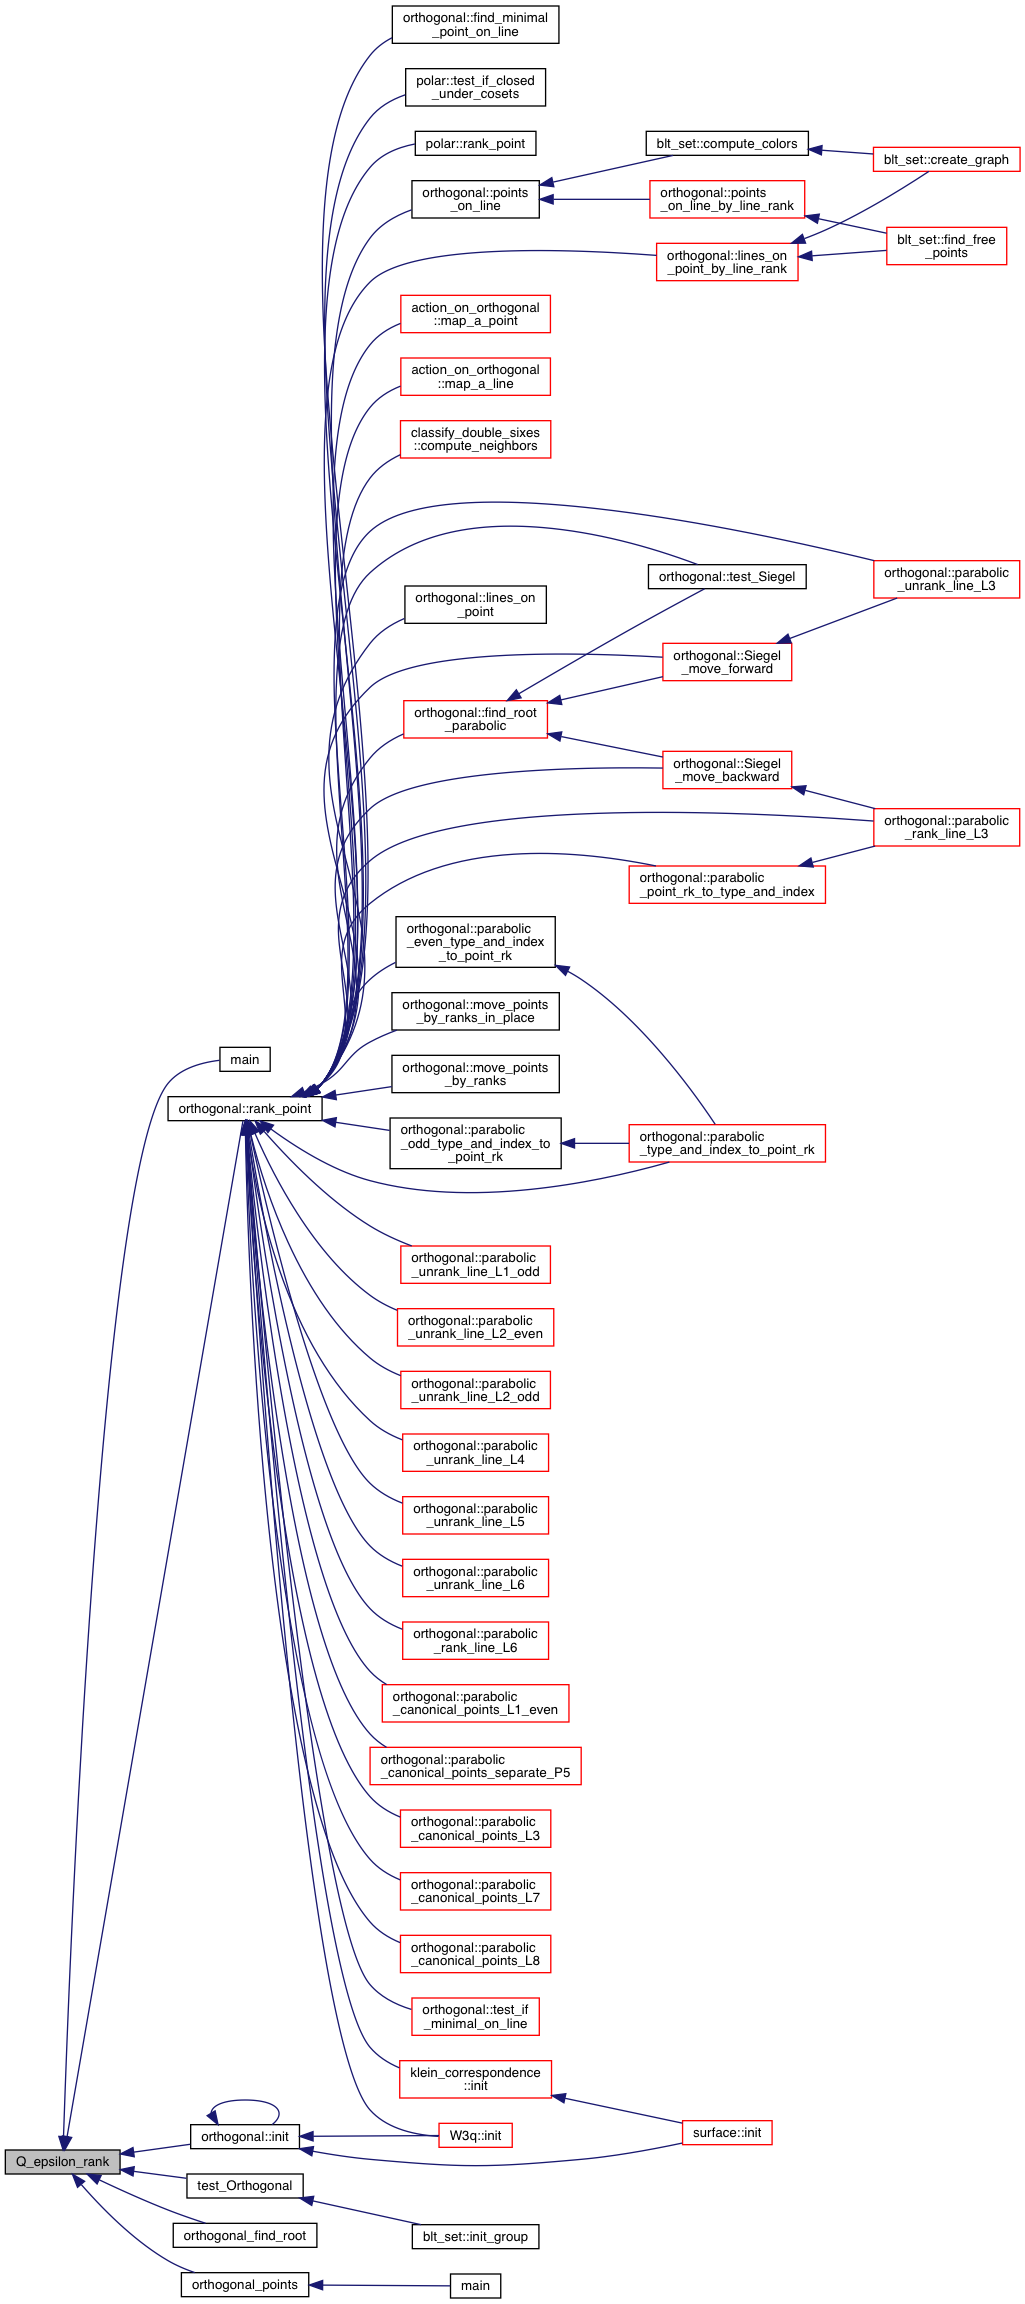 orthogonal::find_minimal
_point_on_line
polar::test_if_closed
_under_cosets
polar::rank_point
blt_set::compute_colors
blt_set::create_graph
orthogonal::points
_on_line
orthogonal::points
_on_line_by_line_rank
blt_set::find_free
_points
orthogonal::lines_on
_point_by_line_rank
action_on_orthogonal
::map_a_point
action_on_orthogonal
::map_a_line
classify_double_sixes
::compute_neighbors
orthogonal::test_Siegel
orthogonal::parabolic
_unrank_line_L3
orthogonal::lines_on
_point
orthogonal::Siegel
_move_forward
orthogonal::find_root
_parabolic
orthogonal::Siegel
_move_backward
orthogonal::parabolic
_rank_line_L3
orthogonal::parabolic
_point_rk_to_type_and_index
orthogonal::parabolic
_even_type_and_index
_to_point_rk
orthogonal::move_points
_by_ranks_in_place
main
orthogonal::move_points
_by_ranks
orthogonal::rank_point
orthogonal::parabolic
_odd_type_and_index_to
_point_rk
orthogonal::parabolic
_type_and_index_to_point_rk
orthogonal::parabolic
_unrank_line_L1_odd
orthogonal::parabolic
_unrank_line_L2_even
orthogonal::parabolic
_unrank_line_L2_odd
orthogonal::parabolic
_unrank_line_L4
orthogonal::parabolic
_unrank_line_L5
orthogonal::parabolic
_unrank_line_L6
orthogonal::parabolic
_rank_line_L6
orthogonal::parabolic
_canonical_points_L1_even
orthogonal::parabolic
_canonical_points_separate_P5
orthogonal::parabolic
_canonical_points_L3
orthogonal::parabolic
_canonical_points_L7
orthogonal::parabolic
_canonical_points_L8
orthogonal::test_if
_minimal_on_line
klein_correspondence
::init
surface::init
orthogonal::init
W3q::init
Q_epsilon_rank
test_Orthogonal
blt_set::init_group
orthogonal_find_root
orthogonal_points
main